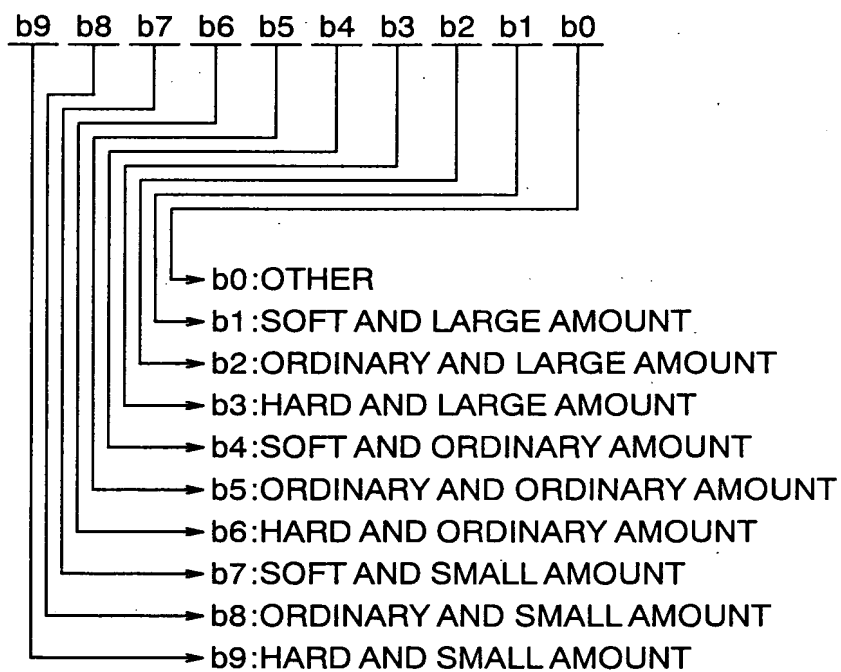 b9 b8 b7 b6 b5 b4 b3 b2 b1 b0
b0:OTHER
b1:SOFT AND LARGE AMOUNT
b2:ORDINARY AND LARGE AMOUNT
b3:HARD AND LARGE AMOUNT
b4:SOFT AND ORDINARY AMOUNT
b5:ORDINARY AND ORDINARY AMOUNT
b6:HARD AND ORDINARY AMOUNT
b7:SOFT AND SMALL AMOUNT
b8:ORDINARY AND SMALL AMOUNT
b9:HARD AND SMALL AMOUNT